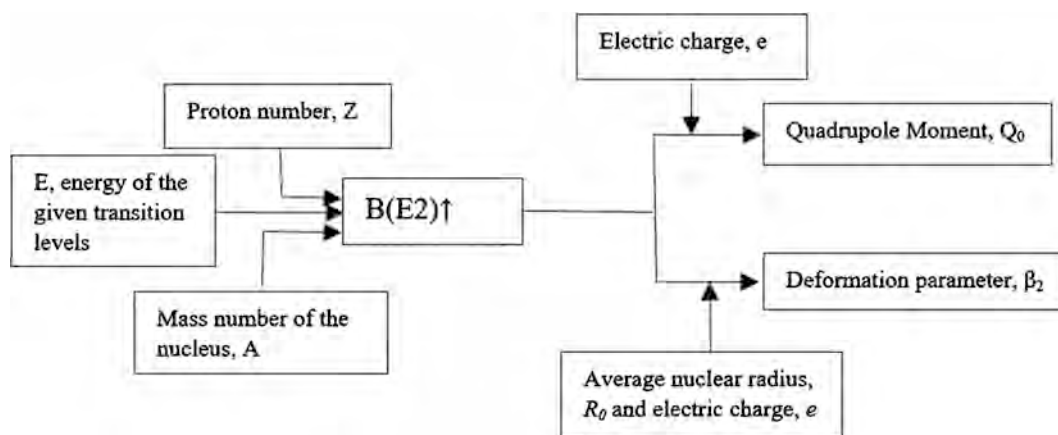 Electric charge, e
Proton number, Z
Quadrupole Moment, Q₀
E, energy of the
given transition
levels
B(E2)↑
Deformation parameter, β₂
Mass number of the
nucleus, A
Average nuclear radius,
R₀ and electric charge, e